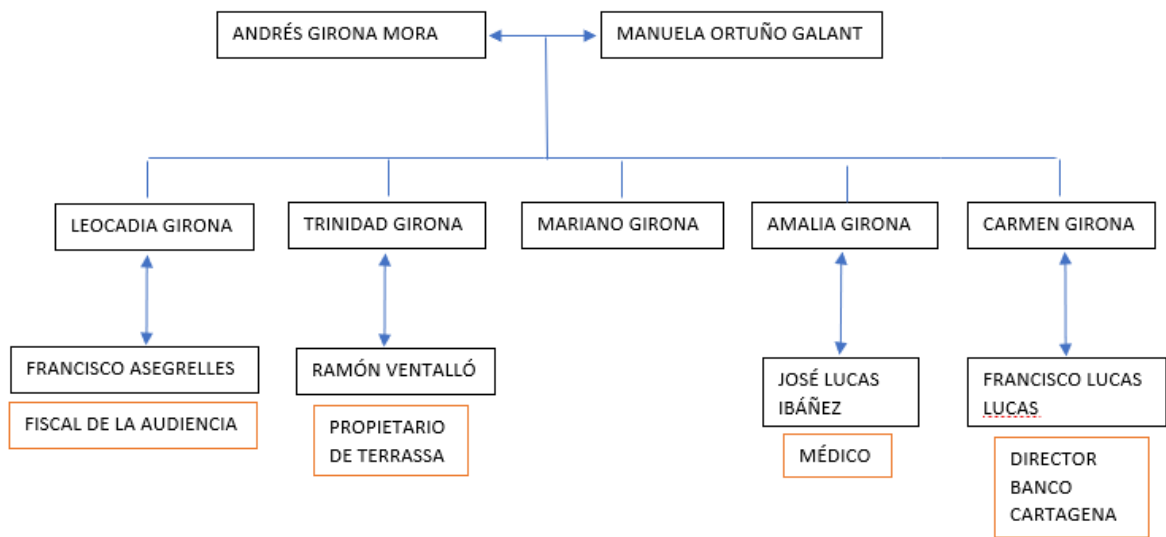 ANDRÉS GIRONA MORA
MANUELA ORTUÑO GALANT
LEOCADIA GIRONA
TRINIDAD GIRONA
MARIANO GIRONA
AMALIA GIRONA
CARMEN GIRONA
FRANCISCO ASEGRELLES
FISCAL DE LA AUDIENCIA
RAMÓN VENTALLÓ
PROPIETARIO
DE TERRASSA
JOSÉ LUCAS
IBÁÑEZ
MÉDICO
FRANCISCO LUCAS
LUCAS
DIRECTOR
BANCO
CARTAGENA